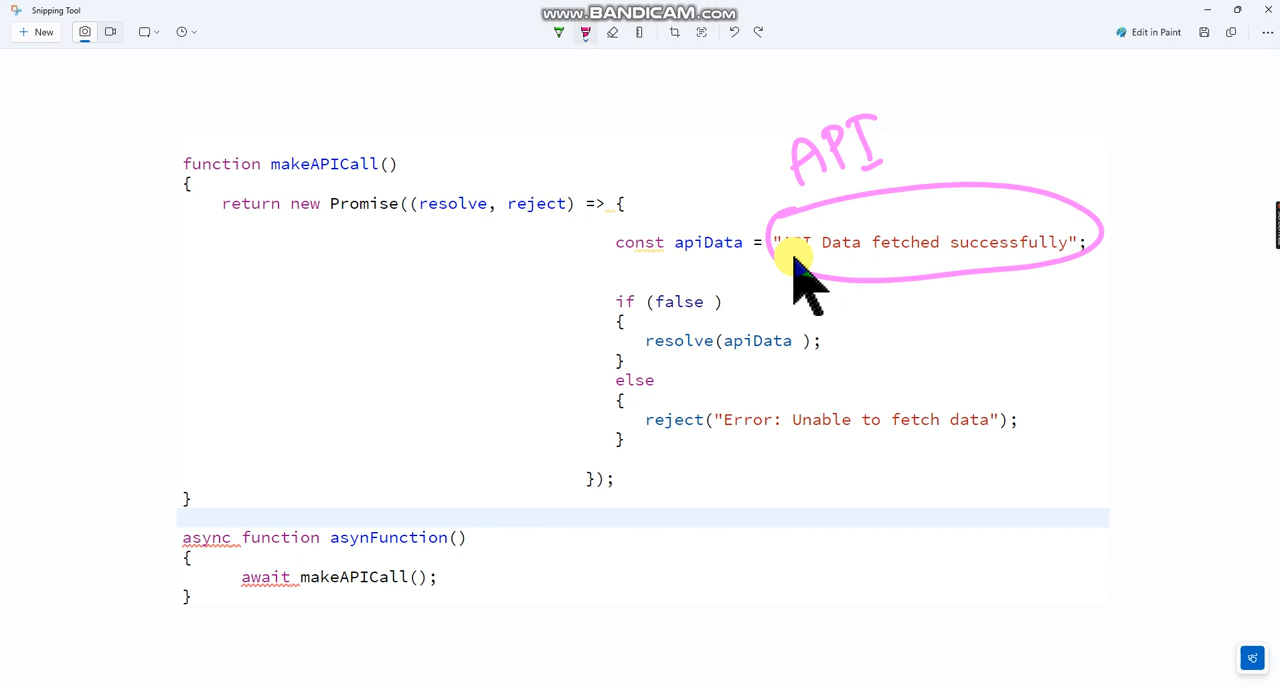 Snipping Tool
www.BANDICAM.com
New
Edit in Paint
API
function makeAPICall()
{
return new Promise((resolve, reject) => {
const apiData = "API Data fetched successfully";
if (false )
{
resolve(apiData );
}
else
{
reject("Error: Unable to fetch data");
}
});
}
async function asynFunction()
{
await makeAPICall();
}